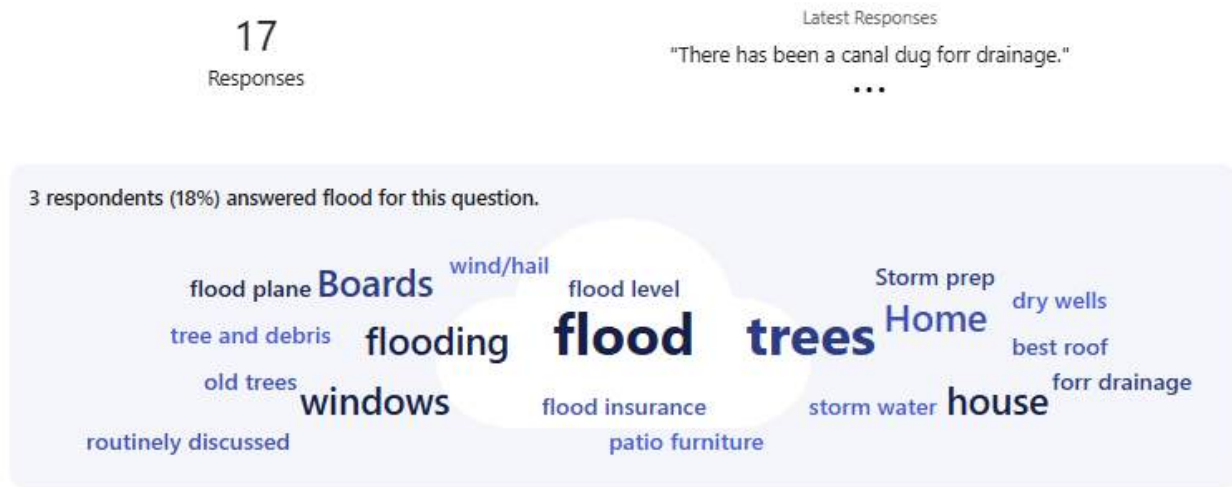 17
Responses
Latest Responses
"There has been a canal dug forr drainage."
...
3 respondents (18%) answered flood for this question.
wind/hail
flood plane Boards
flood level
Storm prep
dry wells
tree and debris
flooding
flood
trees
Home
best roof
old trees
windows
flood insurance
storm water
house
forr drainage
routinely discussed
patio furniture